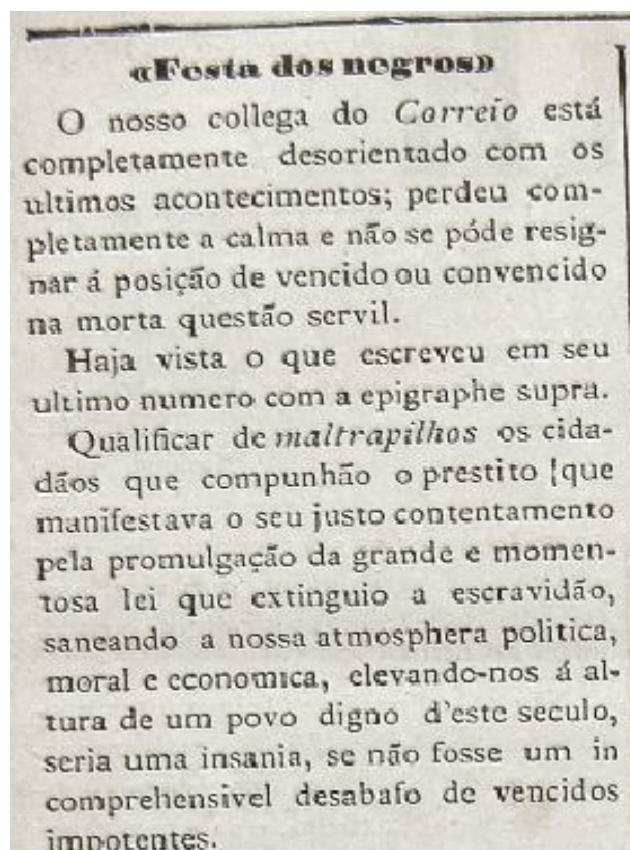 «Festa dos negros»
O nosso collega do Correio está
completamente desorientado com os
ultimos acontecimentos; perdeu com-
pletamente a calma e não se póde resig-
nar á posição de vencido ou convencido
na morta questão servil.
Haja vista o que escreveu em seu
ultimo numero com a epigraphe supra.
Qualificar de maltrapilhos os cida-
dãos que compunhão o prestito [que
manifestava o seu justo contentamento
pela promulgação da grande e momen-
tosa lei que extinguio a escravidão,
saneando a nossa atmosphera politica,
moral e economica, elevando-nos á al-
tura de um povo digno d'este seculo,
seria uma insania, se não fosse um in
comprehensivel desabafo de vencidos
impotentes.